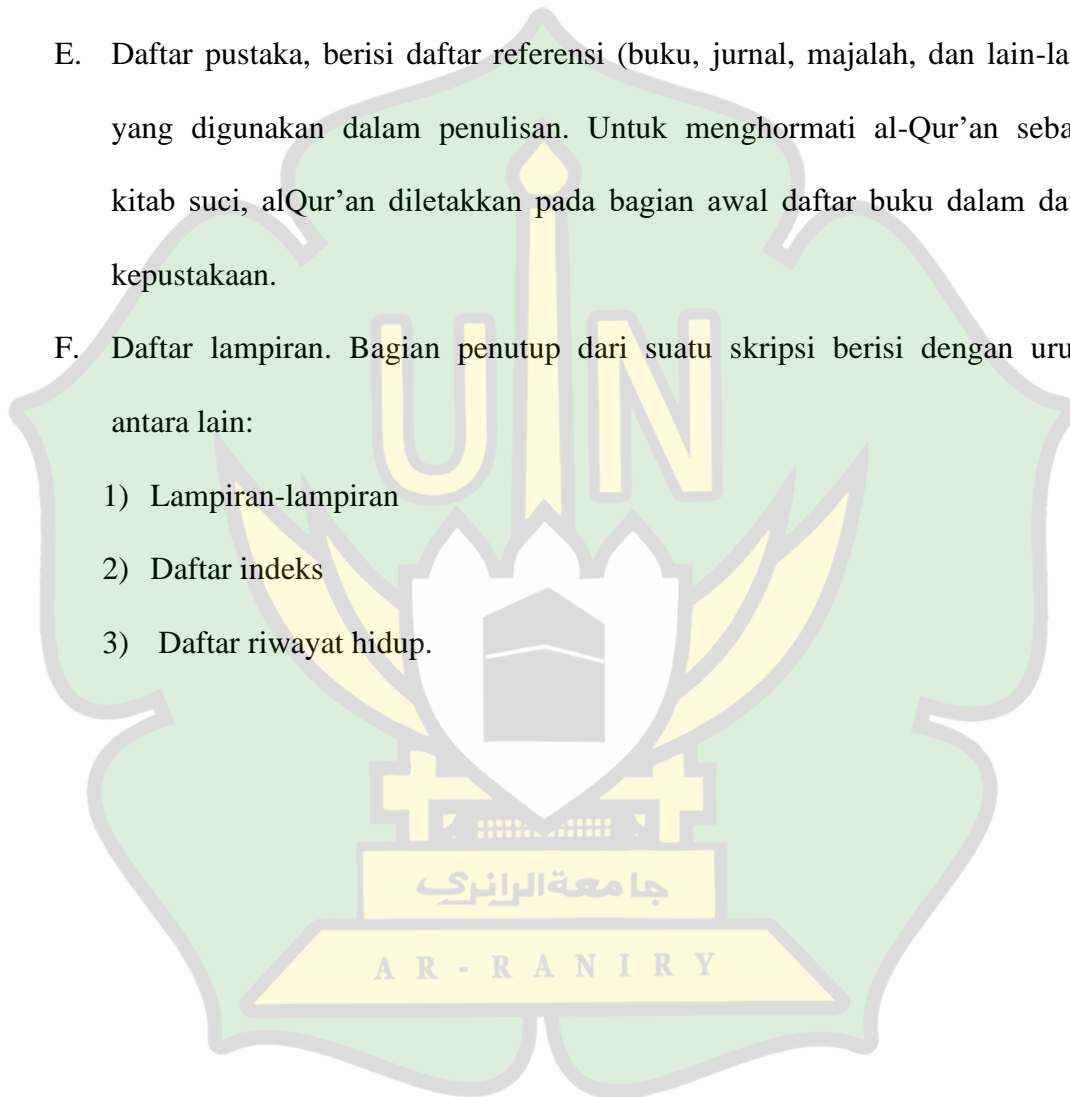 E. Daftar pustaka, berisi daftar referensi (buku, jurnal, majalah, dan lain-la
yang digunakan dalam penulisan. Untuk menghormati al-Qur’an seba
kitab suci, alQur’an diletakkan pada bagian awal daftar buku dalam da
kepustakaan.
F. Daftar lampiran. Bagian penutup dari suatu skripsi berisi dengan uru
antara lain:
1) Lampiran-lampiran
2) Daftar indeks
3) Daftar riwayat hidup.
UIN
جامعة الرانري
AR-RANIRY